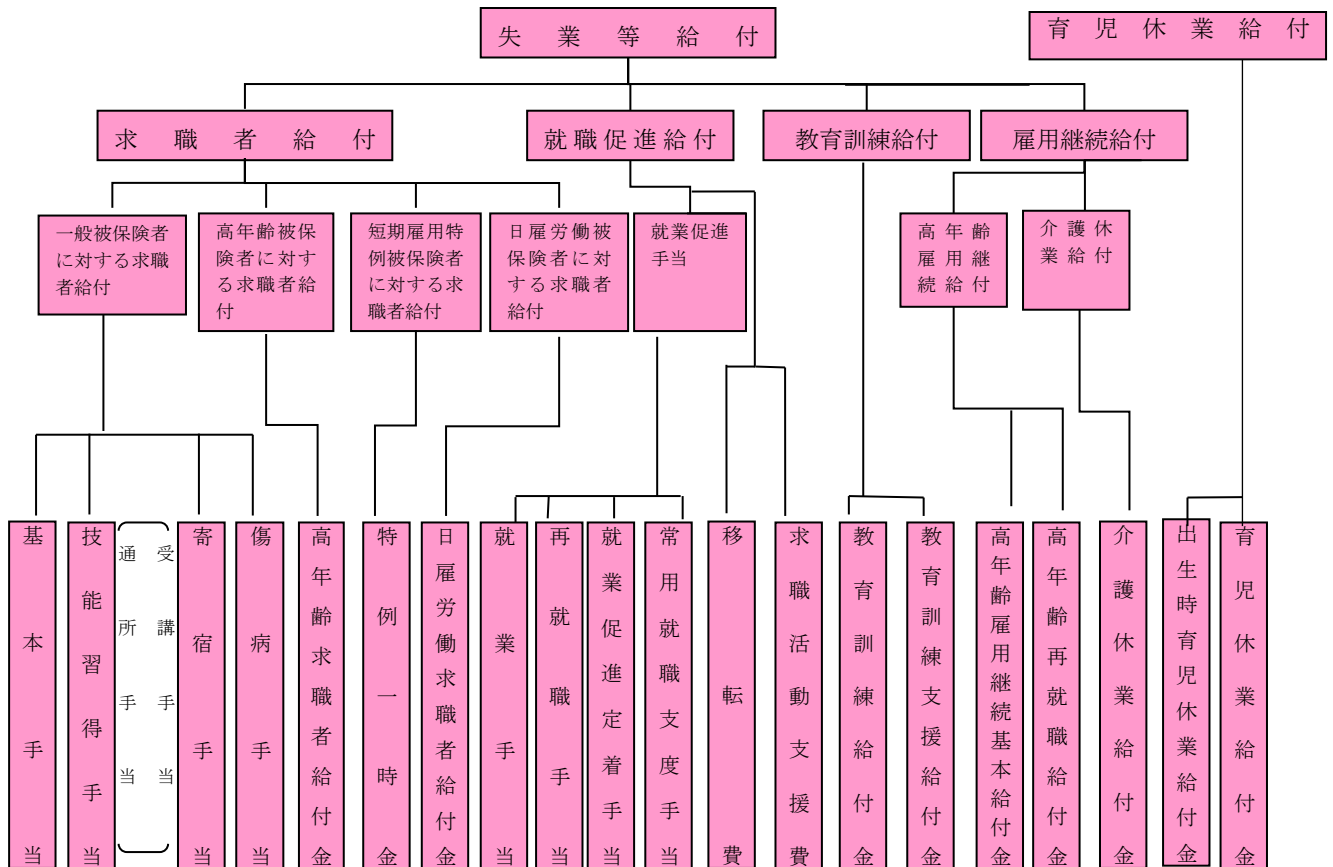 失業等給付
育児休業給付
求職者給付
就職促進給付
教育訓練給付
雇用継続給付
一般被保険者
に対する求職
者給付
高年齢被保
険者に対す
る求職者給
付
短期雇用特
例被保険者
に対する求
職者給付
日雇労働被
保険者に対
する求職者
給付
就業促進
手当
高年齢
雇用継
続給付
介護休
業給付
基本手当
技能習得手当
受講手当
通所手当
寄宿手当
傷病手当
高年齢求職者給付金
特例一時金
日雇労働求職者給付金
就業手当
再就職手当
就業促進定着手当
常用就職支度手当
移転費
求職活動支援費
教育訓練給付金
教育訓練支援給付金
高年齢雇用継続基本給付金
高年齢再就職給付金
介護休業給付金
出生時育児休業給付金
育児休業給付金